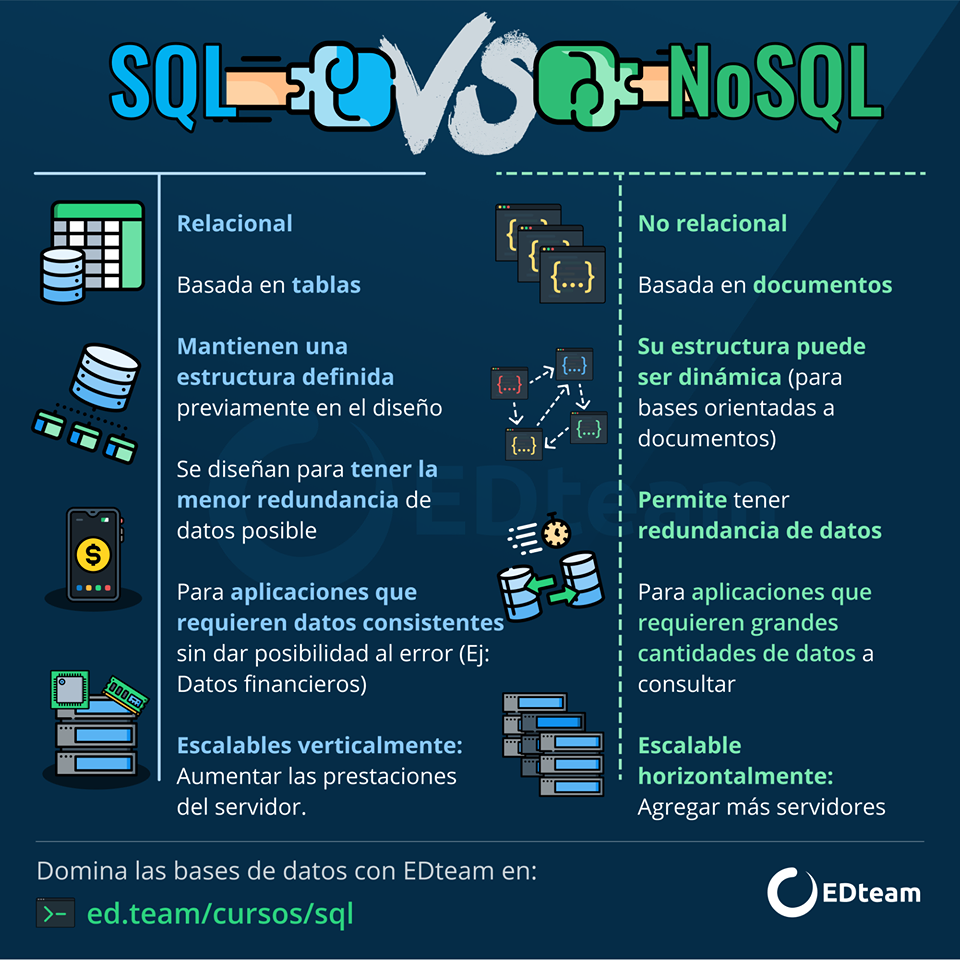 SQL VS NoSQL
Relacional
Basada en tablas
Mantienen una
estructura definida
previamente en el diseño
Se diseñan para tener la
menor redundancia de
datos posible
Para aplicaciones que
requieren datos consistentes
sin dar posibilidad al error (Ej:
Datos financieros)
Escalables verticalmente:
Aumentar las prestaciones
del servidor.
No relacional
Basada en documentos
Su estructura puede
ser dinámica (para
bases orientadas a
documentos)
Permite tener
redundancia de datos
Para aplicaciones que
requieren grandes
cantidades de datos a
consultar
Escalable
horizontalmente:
Agregar más servidores
{...}
{...}
{...}
{...}
{...}
$
EDteam
Domina las bases de datos con EDteam en:
>- ed.team/cursos/sql
EDteam